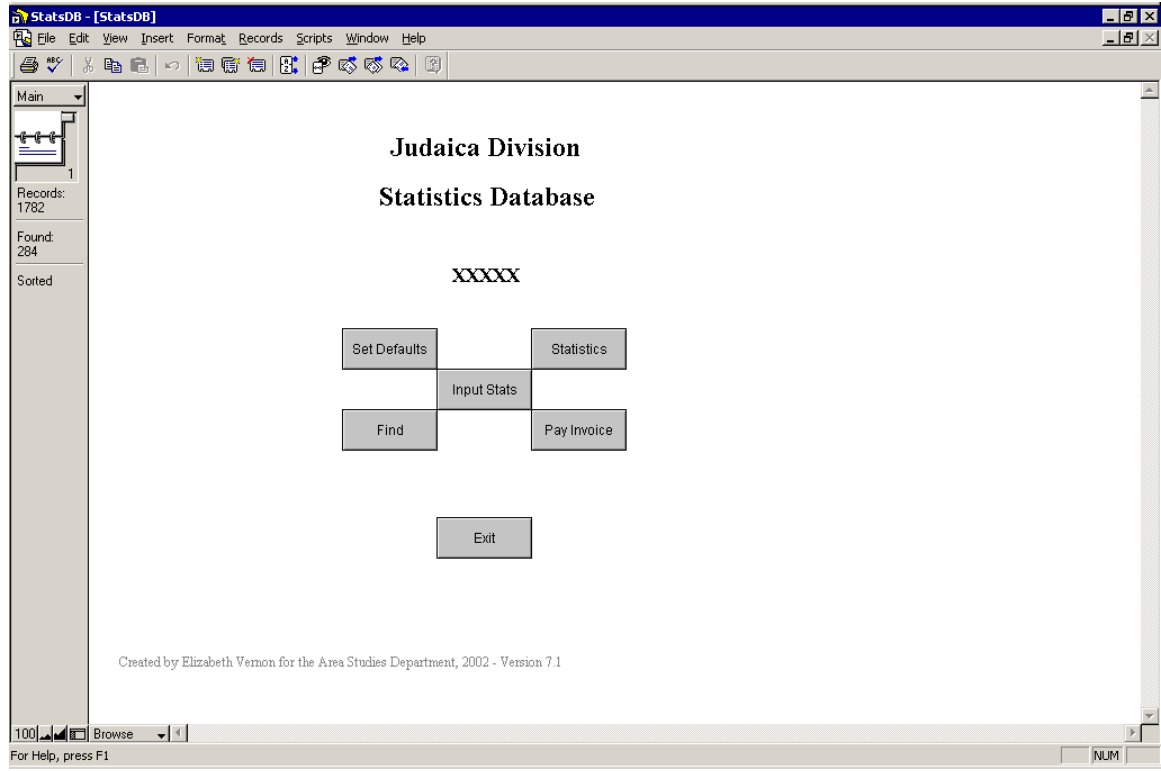 StatsDB - [StatsDB]
File Edit View Insert Format Records Scripts Window Help
ABC
Main
1
Records:
1782
Found:
284
Sorted
Judaica Division
Statistics Database
XXXXX
Set Defaults
Statistics
Input Stats
Find
Pay Invoice
Exit
Created by Elizabeth Vernon for the Area Studies Department, 2002 - Version 7.1
100 Browse
For Help, press F1
NUM